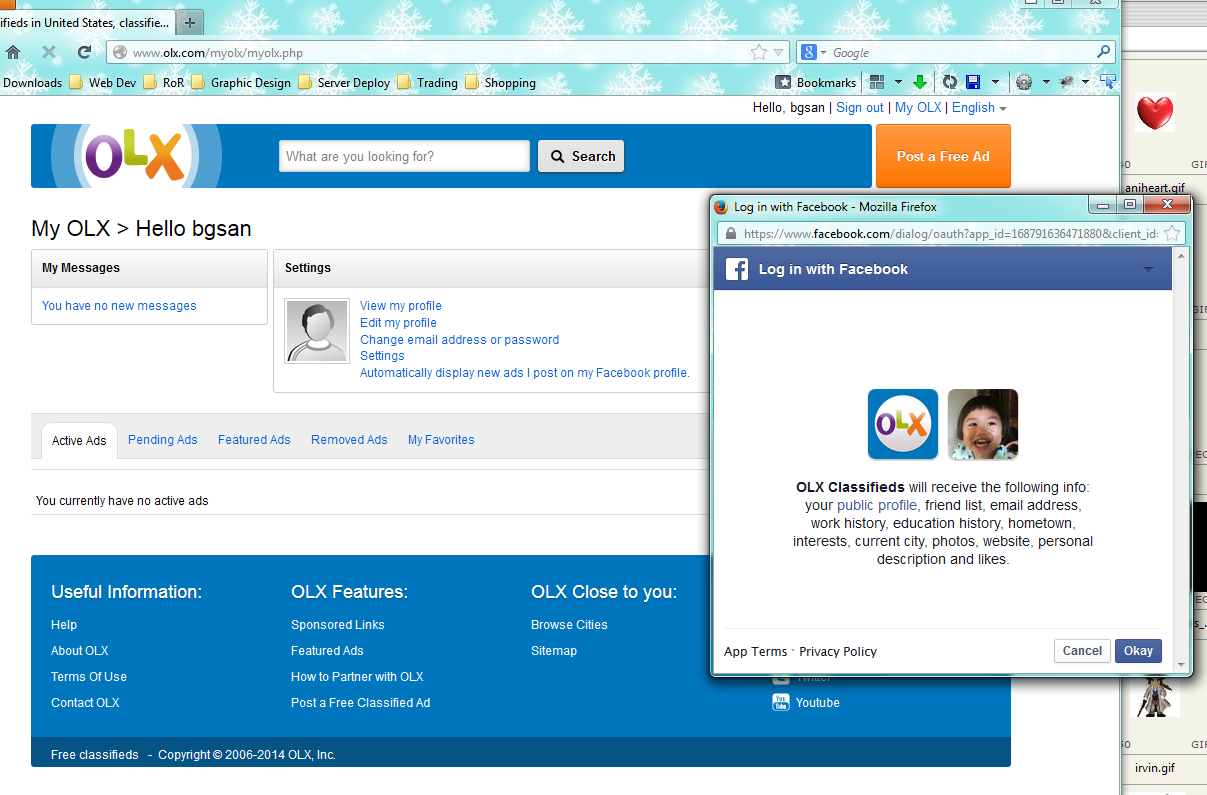 ifieds in United States, classifie...
www.olx.com/myolx/myolx.php
Google
Downloads
Web Dev
RoR
Graphic Design
Server Deploy
Trading
Shopping
Bookmarks
Hello, bgsan | Sign out | My OLX | English
OLX
What are you looking for?
Search
Post a Free Ad
My OLX > Hello bgsan
My Messages
You have no new messages
Settings
View my profile
Edit my profile
Change email address or password
Settings
Automatically display new ads I post on my Facebook profile.
Active Ads
Pending Ads
Featured Ads
Removed Ads
My Favorites
You currently have no active ads
Useful Information:
Help
About OLX
Terms Of Use
Contact OLX
OLX Features:
Sponsored Links
Featured Ads
How to Partner with OLX
Post a Free Classified Ad
OLX Close to you:
Browse Cities
Sitemap
Twitter
You Tube
Youtube
Free classifieds - Copyright © 2006-2014 OLX, Inc.
Log in with Facebook - Mozilla Firefox
https://www.facebook.com/dialog/oauth?app_id=168791636471880&client_id:
Log in with Facebook
OLX
OLX Classifieds will receive the following info:
your public profile, friend list, email address,
work history, education history, hometown,
interests, current city, photos, website, personal
description and likes.
App Terms · Privacy Policy
Cancel
Okay
GIF
aniheart.gif
GIF
irvin.gif